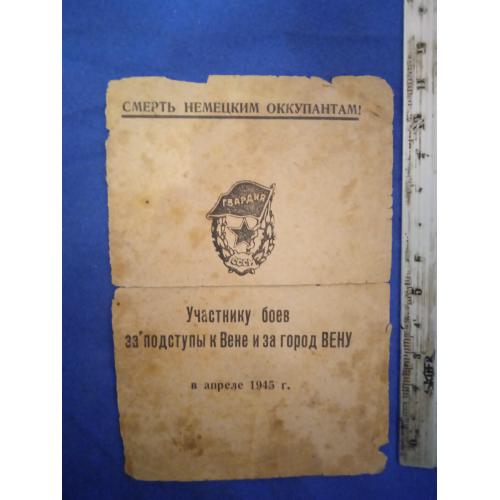 СМЕРТЬ НЕМЕЦКИМ ОККУПАНТАМ!
ГВАРДИЯ
СССР
Участнику боев
за подступы к Вене и за город ВЕНУ
в апреле 1945 г.